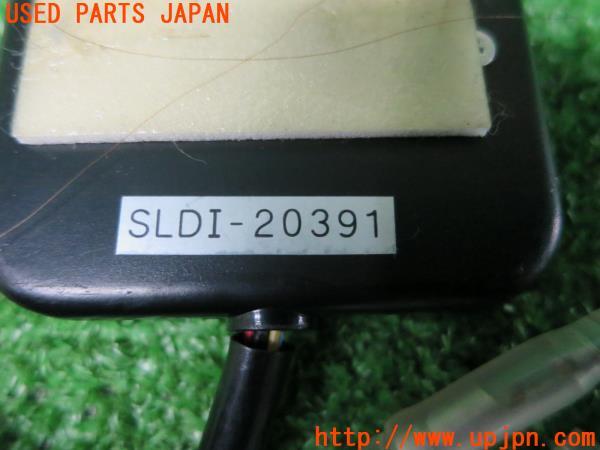 USED PARTS JAPAN
SLDI-20391
http://www.upjpn.com